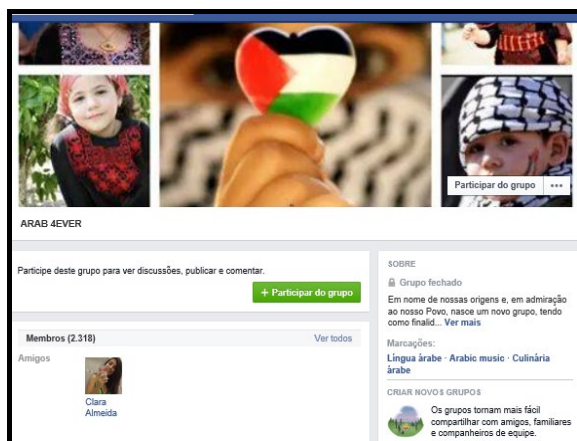 Participar do grupo
ARAB 4EVER
Participe deste grupo para ver discussões, publicar e comentar.
+ Participar do grupo
Membros (2.318)
Ver todos
Amigos
Clara
Almeida
SOBRE
Grupo fechado
Em nome de nossas origens e, em admiração
ao nosso Povo, nasce um novo grupo, tendo
como finalid... Ver mais
Marcações:
Língua árabe · Arabic music · Culinária
árabe
CRIAR NOVOS GRUPOS
Os grupos tornam mais fácil
compartilhar com amigos, familiares
e companheiros de equipe.